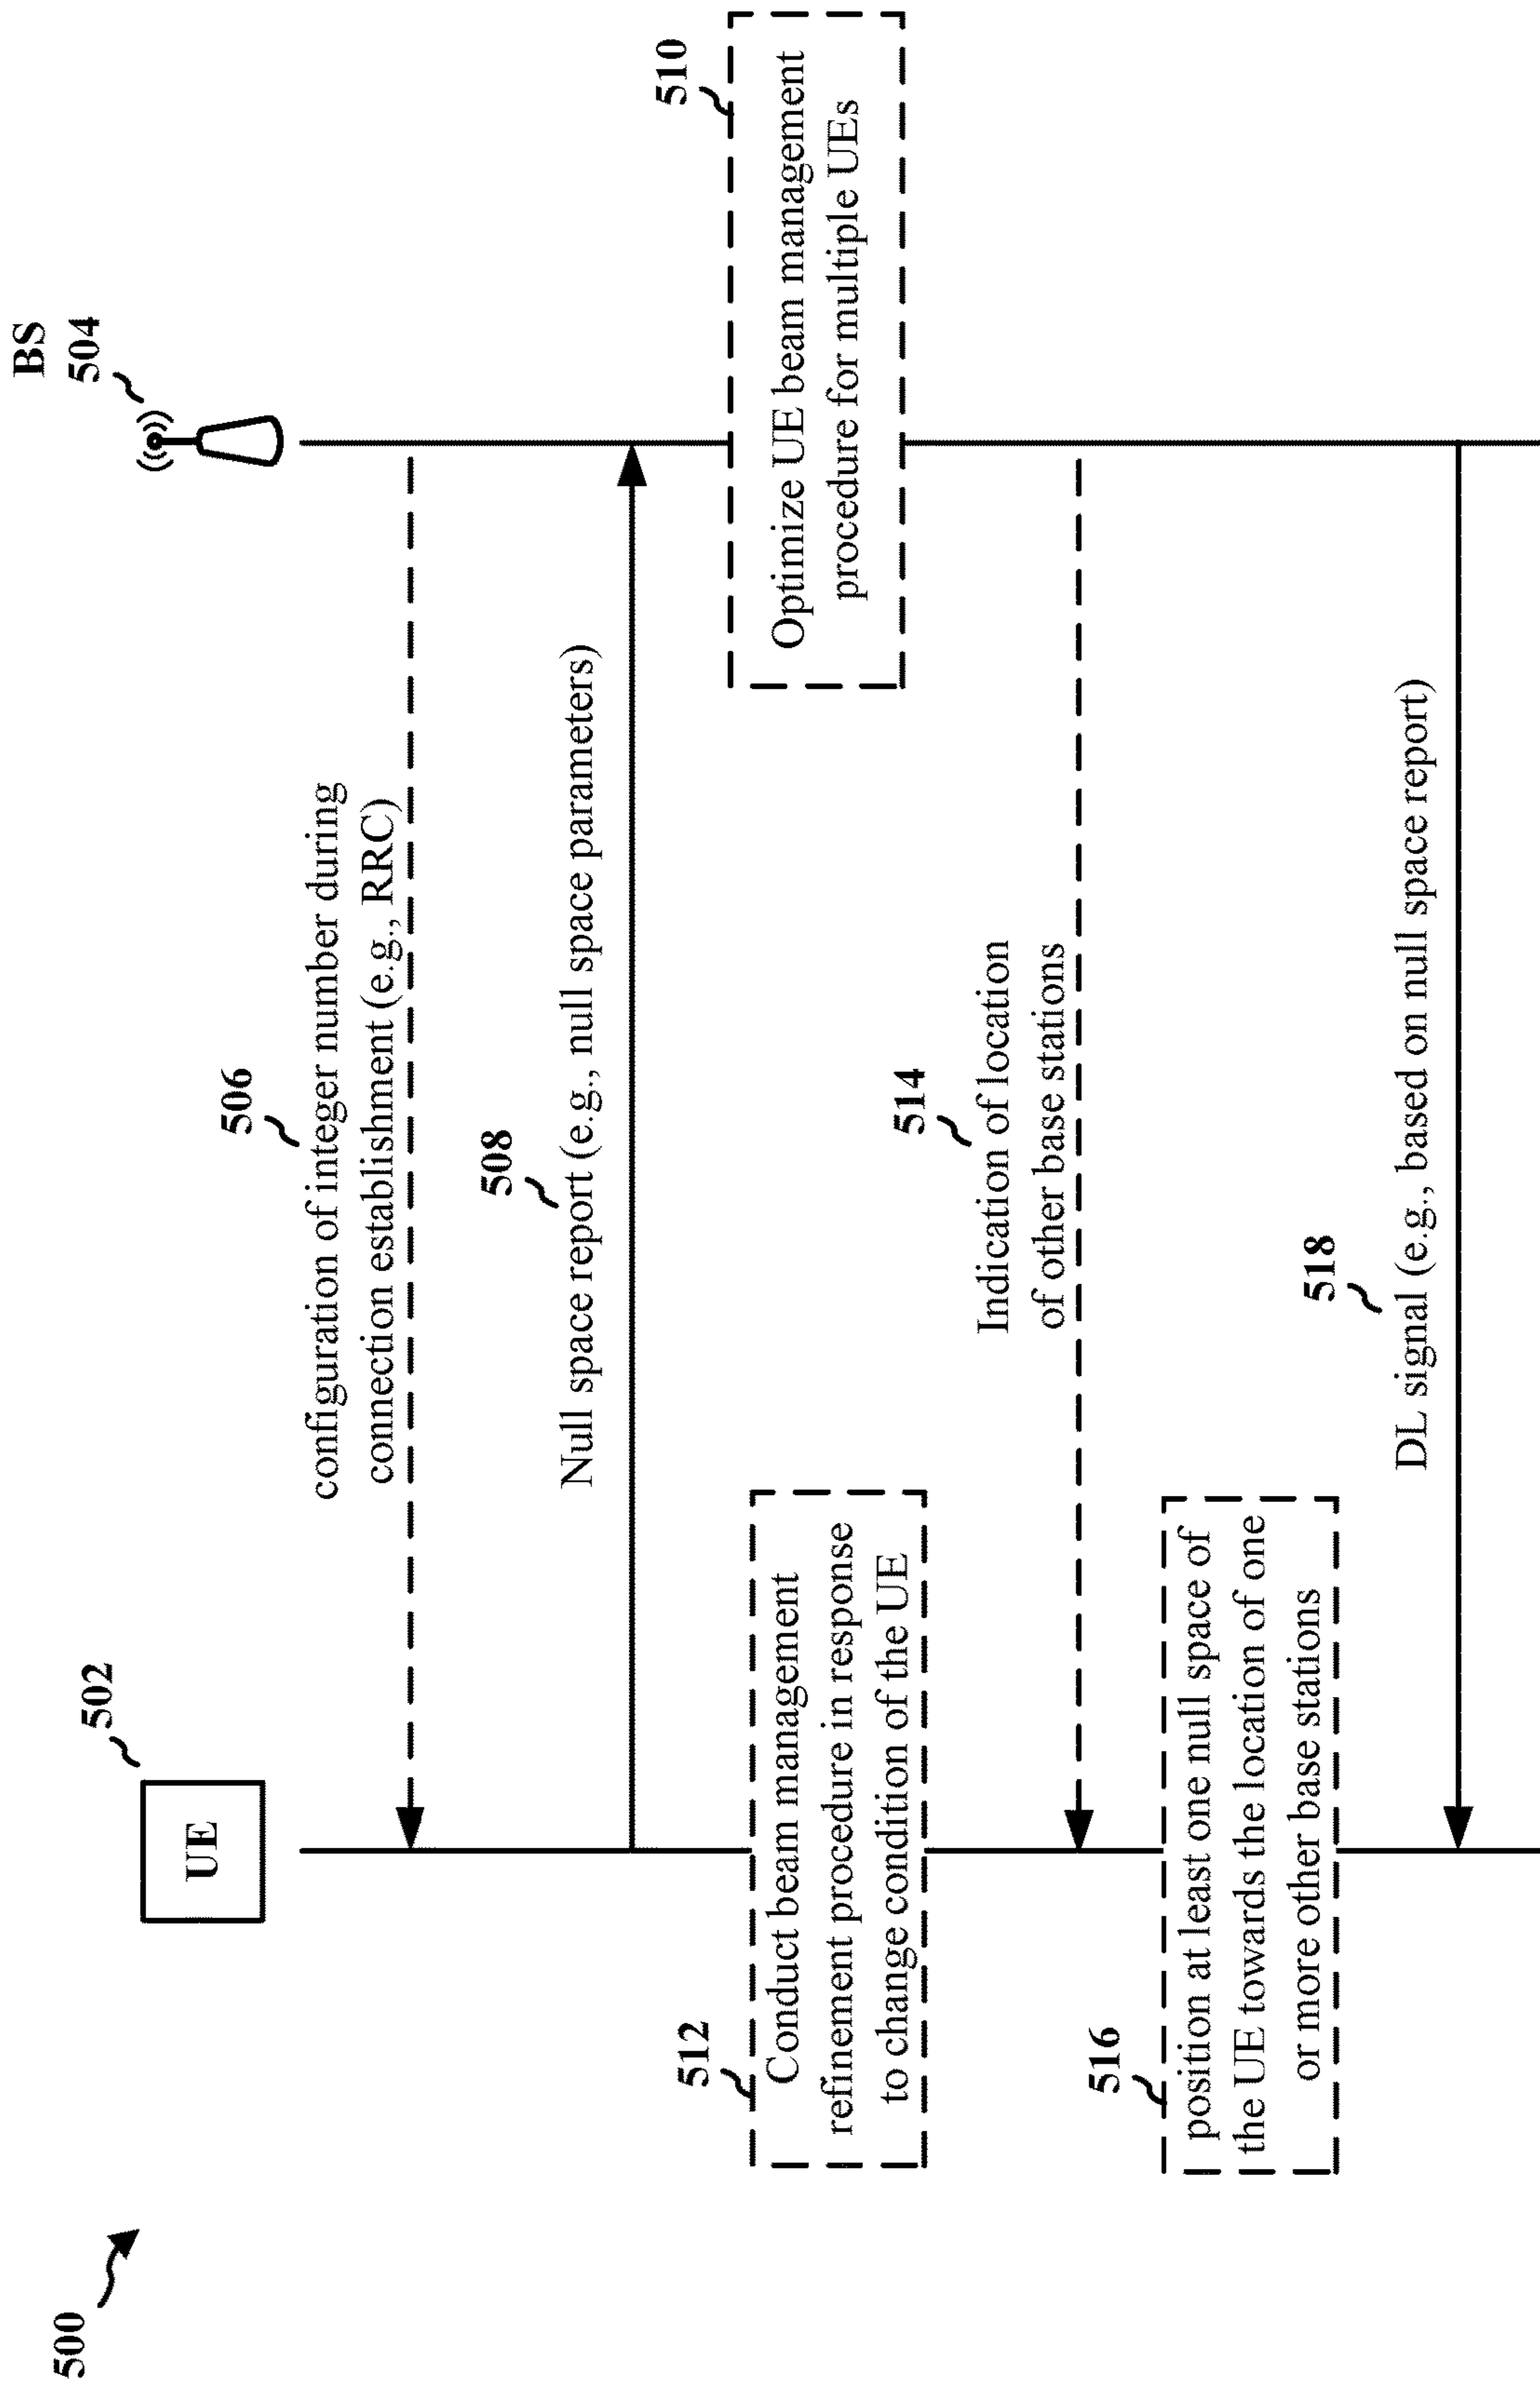 500
502
UE
BS
504
506
configuration of integer number during
connection establishment (e.g., RRC)
508
Null space report (e.g., null space parameters)
510
Optimize UE beam management
procedure for multiple UEs
512
Conduct beam management
refinement procedure in response
to change condition of the UE
514
Indication of location
of other base stations
516
position at least one null space of
the UE towards the location of one
or more other base stations
518
DL signal (e.g., based on null space report)